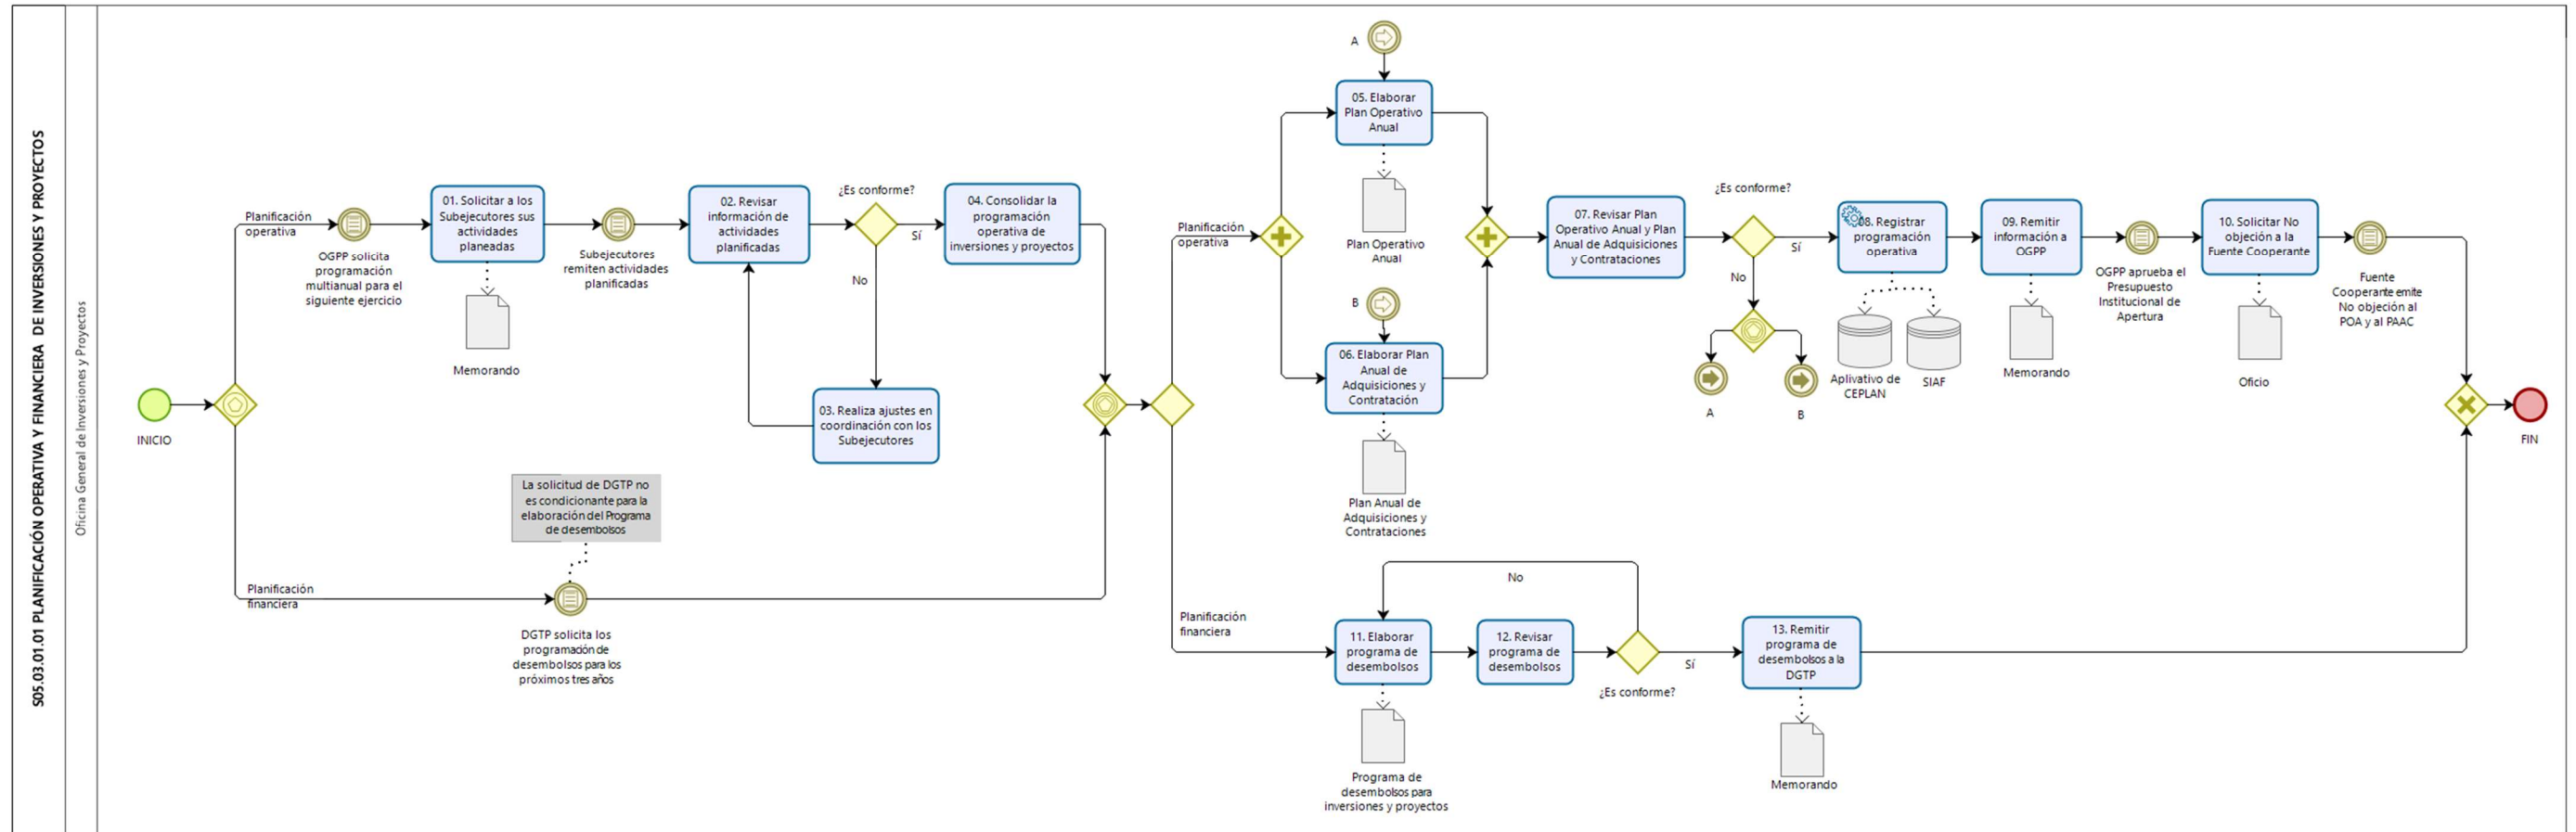 S05.03.01.01 PLANIFICACIÓN OPERATIVA Y FINANCIERA DE INVERSIONES Y PROYECTOS
Oficina General de Inversiones y Proyectos
INICIO
Planificación
operativa
OGPP solicita
programación
multianual para el
siguiente ejercicio
01. Solicitar a los
Subejecutores sus
actividades
planeadas
Memorando
Subejecutores
remiten actividades
planificadas
02. Revisar
información de
actividades
planificadas
¿Es conforme?
Sí
No
03. Realiza ajustes en
coordinación con los
Subejecutores
04. Consolidar la
programación
operativa de
inversiones y proyectos
La solicitud de DGTP no
es condicionante para la
elaboración del Programa
de desembolsos
Planificación
financiera
DGTP solicita los
programación de
desembolsos para los
próximos tres años
Planificación
operativa
A
05. Elaborar
Plan Operativo
Anual
Plan Operativo
Anual
B
06. Elaborar Plan
Anual de
Adquisiciones y
Contratación
Plan Anual de
Adquisiciones y
Contrataciones
07. Revisar Plan
Operativo Anual y Plan
Anual de Adquisiciones
y Contrataciones
¿Es conforme?
Sí
No
A
B
08. Registrar
programación
operativa
Aplivativo de
CEPLAN
SIAF
09. Remitir
información a
OGPP
Memorando
OGPP aprueba el
Presupuesto
Institucional de
Apertura
10. Solicitar No
objeción a la
Fuente Cooperante
Oficio
Fuente
Cooperante emite
No objeción al
POA y al PAAC
FIN
Planificación
financiera
11. Elaborar
programa de
desembolsos
Programa de
desembolsos para
inversiones y proyectos
12. Revisar
programa de
desembolsos
No
¿Es conforme?
Sí
13. Remitir
programa de
desembolsos a la
DGTP
Memorando